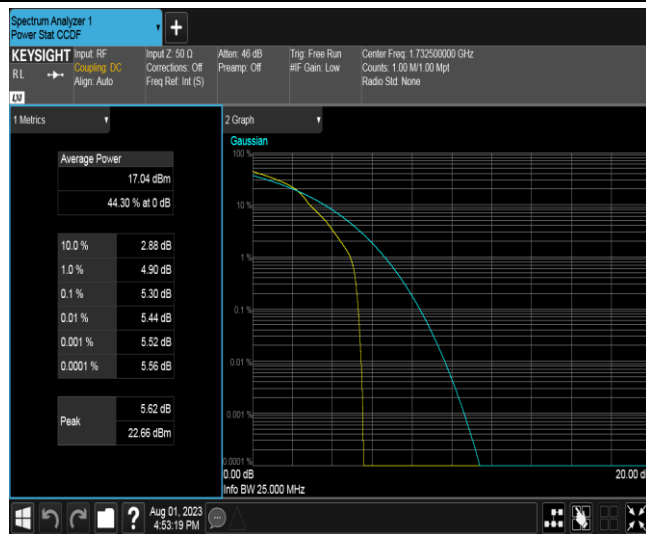 Spectrum Analyzer 1
Power Stat CCDF
+
KEYSIGHT
RL
Input: RF
Coupling: DC
Align: Auto
Input Z: 50 Ω
Corrections: Off
Freq Ref: Int (S)
Atten: 46 dB
Preamp: Off
Trig: Free Run
#IF Gain: Low
Center Freq: 1.732500000 GHz
Counts: 1.00 M/1.00 Mpt
Radio Std: None
1 Metrics
Average Power
17.04 dBm
44.30 % at 0 dB
10.0 % 2.88 dB
1.0 % 4.90 dB
0.1 % 5.30 dB
0.01 % 5.44 dB
0.001 % 5.52 dB
0.0001 % 5.56 dB
Peak
5.62 dB
22.66 dBm
2 Graph
Gaussian
100 %
10 %
1 %
0.1 %
0.01 %
0.001 %
0.0001 %
0.00 dB
20.00 d
Info BW 25.000 MHz
?
Aug 01, 2023
4:53:19 PM